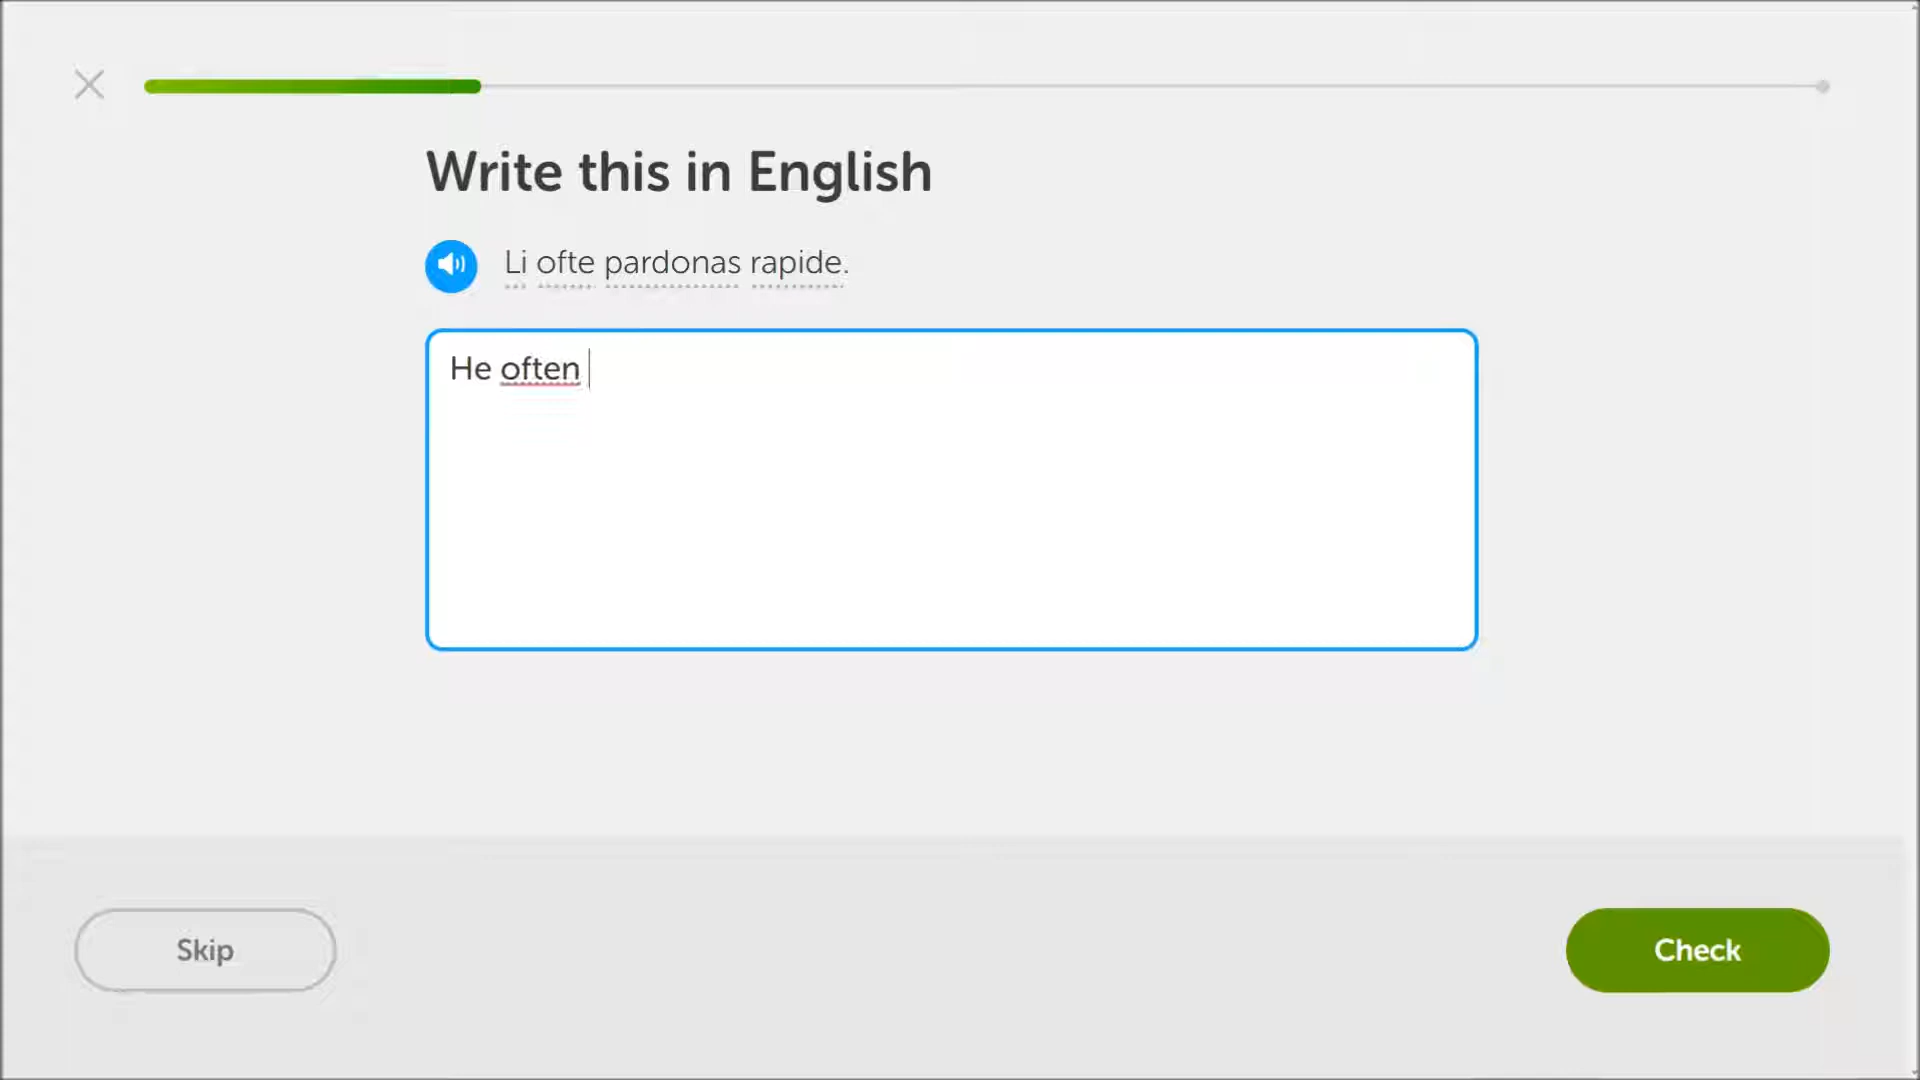 Write this in English
Li ofte pardonas rapide.
He often
Skip
Check